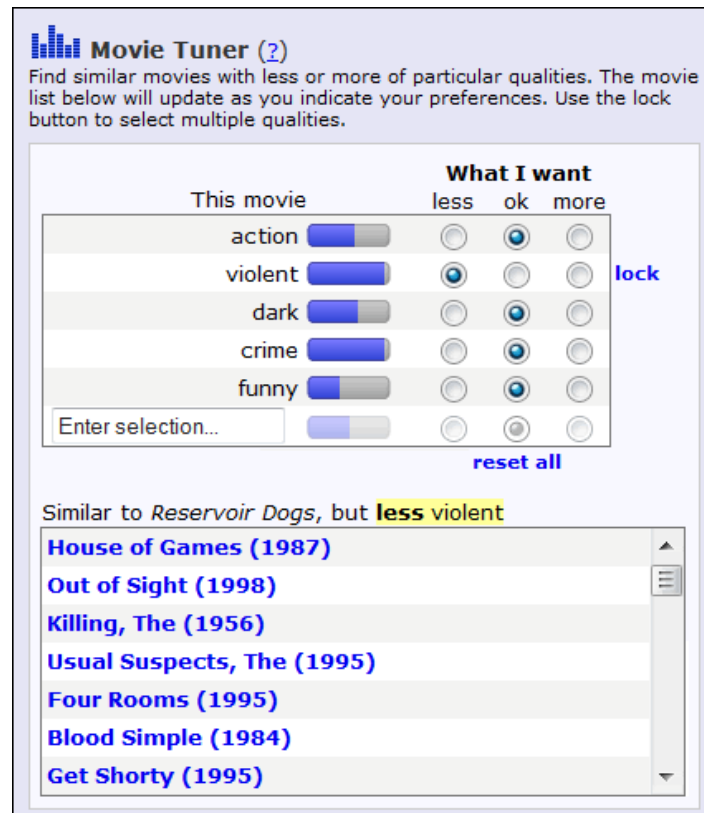 Movie Tuner (?)
Find similar movies with less or more of particular qualities. The movie
list below will update as you indicate your preferences. Use the lock
button to select multiple qualities.
What I want
This movie less ok more
action
violent lock
dark
crime
funny
Enter selection...
reset all
Similar to Reservoir Dogs, but less violent
House of Games (1987)
Out of Sight (1998)
Killing, The (1956)
Usual Suspects, The (1995)
Four Rooms (1995)
Blood Simple (1984)
Get Shorty (1995)